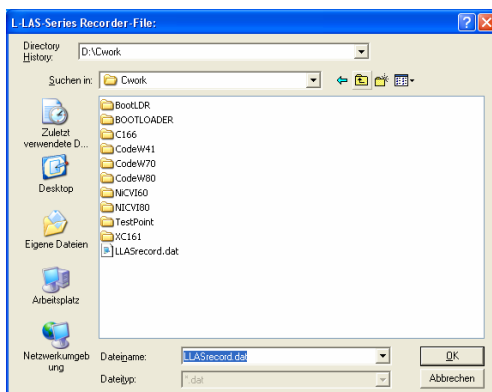 L-LAS-Series Recorder-File:
Directory
History:
D:\Cwork
Suchen in:
Cwork
Zuletzt
verwendete D...
Desktop
Eigene Dateien
Arbeitsplatz
Netzwerkumgeb
ung
BootLDR
BOOTLOADER
C166
CodeW41
CodeW70
CodeW80
NiCVI60
NICVI80
TestPoint
XC161
LLASrecord.dat
Dateiname:
LLASrecord.dat
OK
Dateityp:
*.dat
Abbrechen